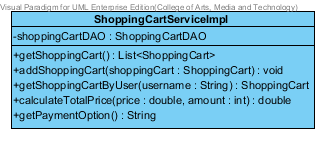 Visual Paradigm for UML Enterprise Edition(College of Arts, Media and Technology)
ShoppingCartServiceImpl
-shoppingCartDAO : ShoppingCartDAO
+getShoppingCart() : List<ShoppingCart>
+addShoppingCart(shoppingCart : ShoppingCart) : void
+getShoppingCartByUser(username : String) : ShoppingCart
+calculateTotalPrice(price : double, amount : int) : double
+getPaymentOption() : String